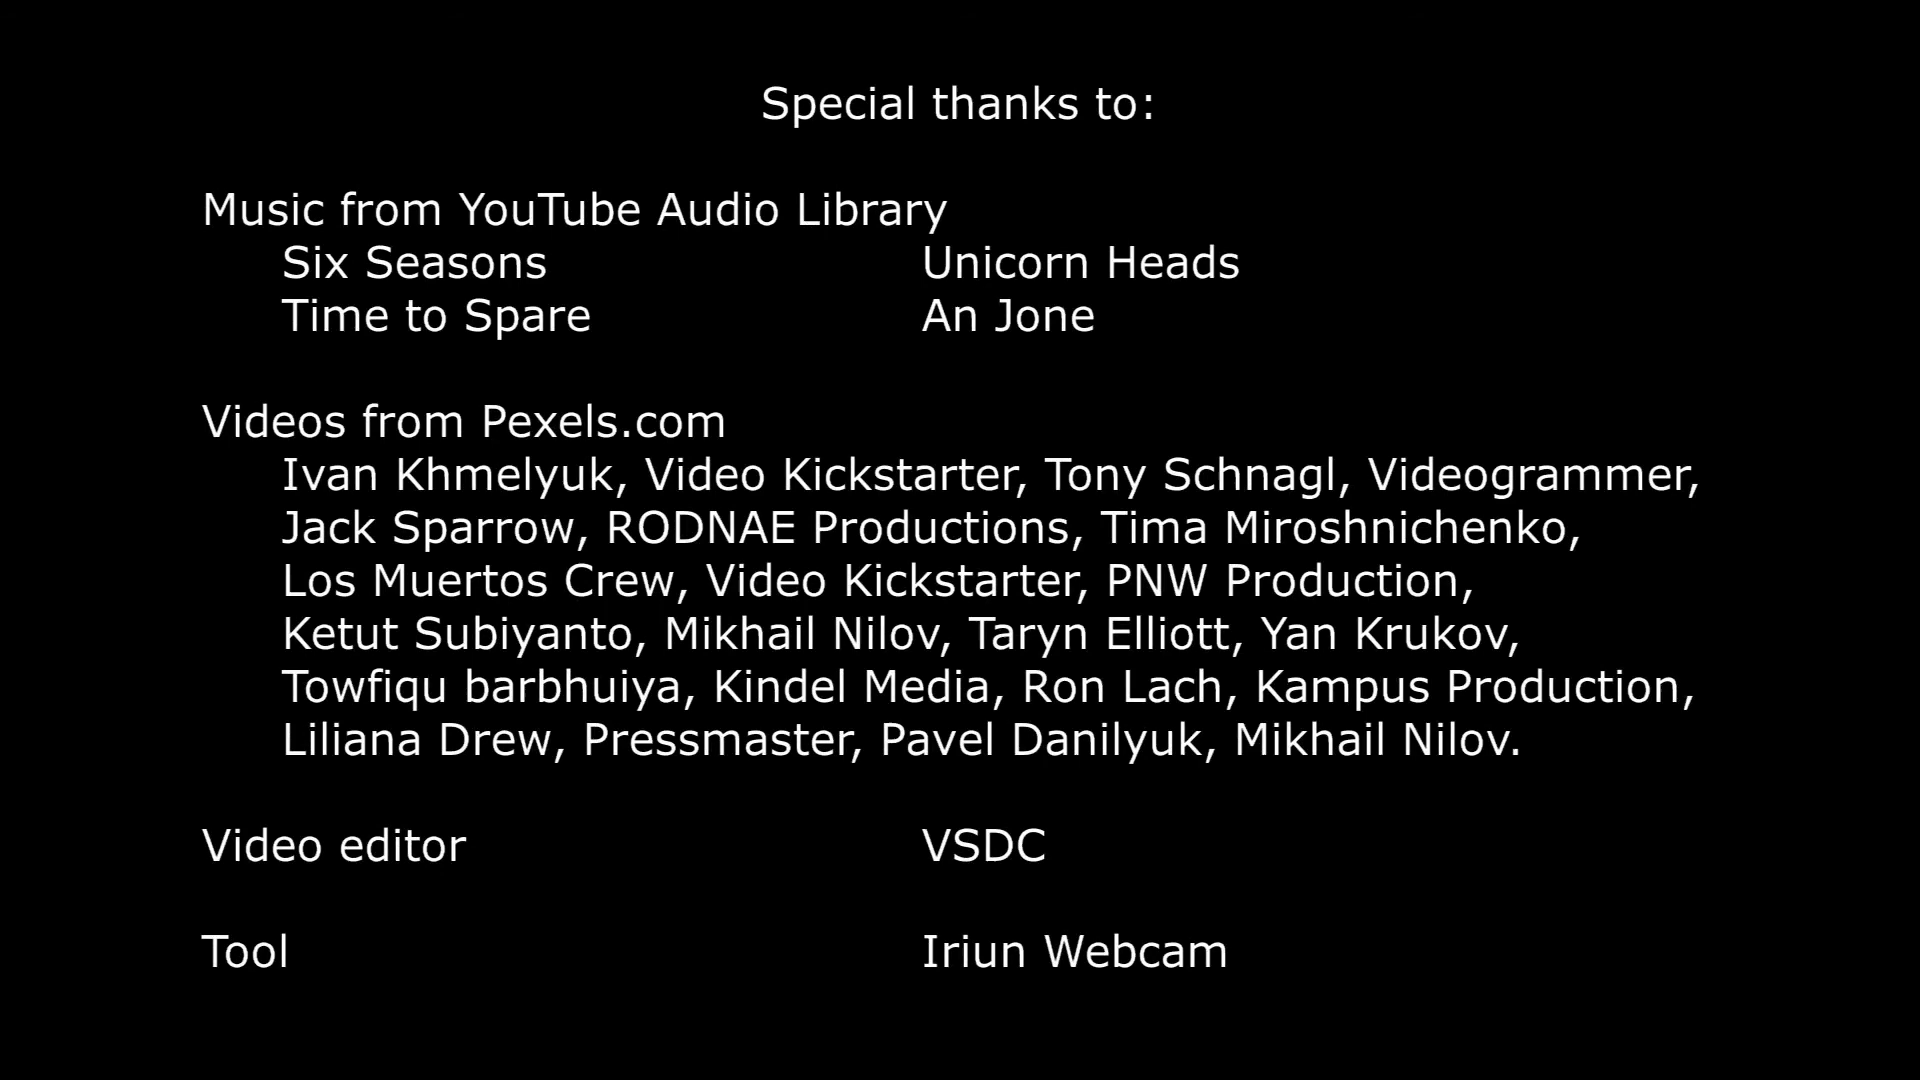 Special thanks to:
Music from YouTube Audio Library
Six Seasons Unicorn Heads
Time to Spare An Jone
Videos from Pexels.com
Ivan Khmelyuk, Video Kickstarter, Tony Schnagl, Videogrammer,
Jack Sparrow, RODNAE Productions, Tima Miroshnichenko,
Los Muertos Crew, Video Kickstarter, PNW Production,
Ketut Subiyanto, Mikhail Nilov, Taryn Elliott, Yan Krukov,
Towfiqu barbhuiya, Kindel Media, Ron Lach, Kampus Production,
Liliana Drew, Pressmaster, Pavel Danilyuk, Mikhail Nilov.
Video editor VSDC
Tool Iriun Webcam